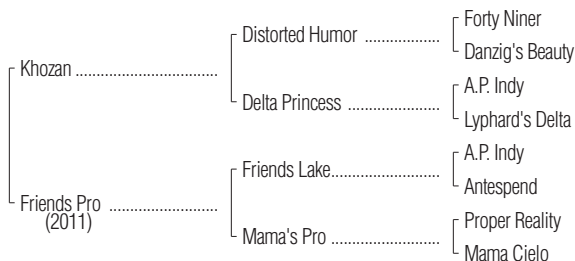 Forty Niner
Distorted Humor ..................
Danzig's Beauty
Khozan ..................................
A.P. Indy
Delta Princess ......................
Lyphard's Delta
A.P. Indy
Friends Lake..........................
Antespend
Friends Pro ..........................
(2011)
Proper Reality
Mama's Pro ..........................
Mama Cielo